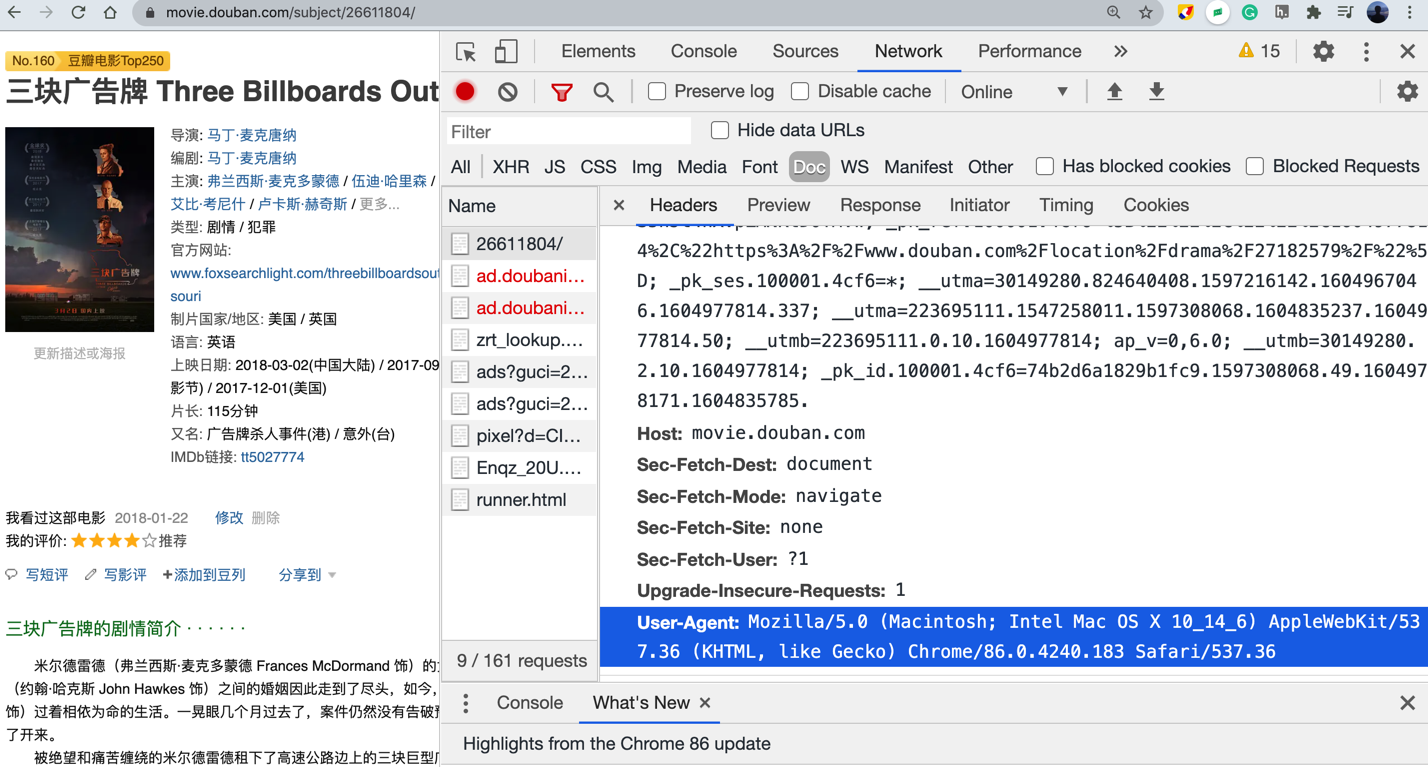 movie.douban.com/subject/26611804/
No.160 豆瓣电影Top250
三块广告牌 Three Billboards Out
导演: 马丁·麦克唐纳
编剧: 马丁·麦克唐纳
主演: 弗兰西斯·麦克多蒙德 / 伍迪·哈里森 /
艾比·考尼什 / 卢卡斯·赫奇斯 / 更多...
类型: 剧情 / 犯罪
官方网站:
www.foxsearchlight.com/threebillboardsout
souri
制片国家/地区: 美国 / 英国
语言: 英语
上映日期: 2018-03-02(中国大陆) / 2017-09
影节) / 2017-12-01(美国)
片长: 115分钟
又名: 广告牌杀人事件(港) / 意外(台)
IMDb链接: tt5027774
三块广告牌
更新描述或海报
我看过这部电影 2018-01-22 修改 删除
我的评价: 推荐
写短评 写影评 +添加到豆列 分享到
三块广告牌的剧情简介 · · · · · ·
米尔德雷德（弗兰西斯·麦克多蒙德 Frances McDormand 饰）的
（约翰·哈克斯 John Hawkes 饰）之间的婚姻因此走到了尽头，如今，
饰）过着相依为命的生活。一晃眼几个月过去了，案件仍然没有告破
了开来。
被绝望和痛苦缠绕的米尔德雷德租下了高速公路边上的三块巨型
Elements Console Sources Network Performance » 15
Preserve log Disable cache Online
Filter Hide data URLs
All XHR JS CSS Img Media Font Doc WS Manifest Other Has blocked cookies Blocked Requests
Name
26611804/
ad.doubani...
ad.doubani...
zrt_lookup....
ads?guci=2...
ads?guci=2...
pixel?d=CI...
Enqz_20U....
runner.html
9 / 161 requests
Headers Preview Response Initiator Timing Cookies
4%2C%22https%3A%2F%2Fwww.douban.com%2Flocation%2Fdrama%2F27182579%2F%22%5
D; _pk_ses.100001.4cf6=*; __utma=30149280.824640408.1597216142.160496704
6.1604977814.337; __utma=223695111.1547258011.1597308068.1604835237.16049
77814.50; __utmb=223695111.0.10.1604977814; ap_v=0,6.0; __utmb=30149280.
2.10.1604977814; _pk_id.100001.4cf6=74b2d6a1829b1fc9.1597308068.49.160497
8171.1604835785.
Host: movie.douban.com
Sec-Fetch-Dest: document
Sec-Fetch-Mode: navigate
Sec-Fetch-Site: none
Sec-Fetch-User: ?1
Upgrade-Insecure-Requests: 1
User-Agent: Mozilla/5.0 (Macintosh; Intel Mac OS X 10_14_6) AppleWebKit/53
7.36 (KHTML, like Gecko) Chrome/86.0.4240.183 Safari/537.36
Console What's New
Highlights from the Chrome 86 update